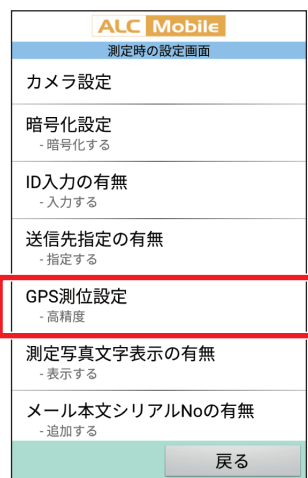 ALC Mobile
測定時の設定画面
カメラ設定
暗号化設定
- 暗号化する
ID入力の有無
- 入力する
送信先指定の有無
- 指定する
GPS測位設定
- 高精度
測定写真文字表示の有無
- 表示する
メール本文シリアルNoの有無
- 追加する
戻る